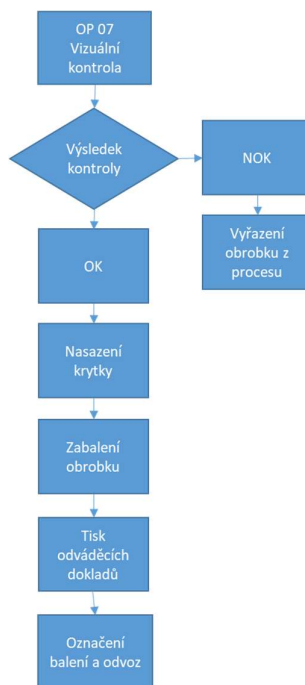 OP 07
Vizuální
kontrola
Výsledek
kontroly
NOK
OK
Vyřazení
obrobku z
procesu
Nasazení
krytky
Zabalení
obrobku
Tisk
odváděcích
dokladů
Označení
balení a odvoz